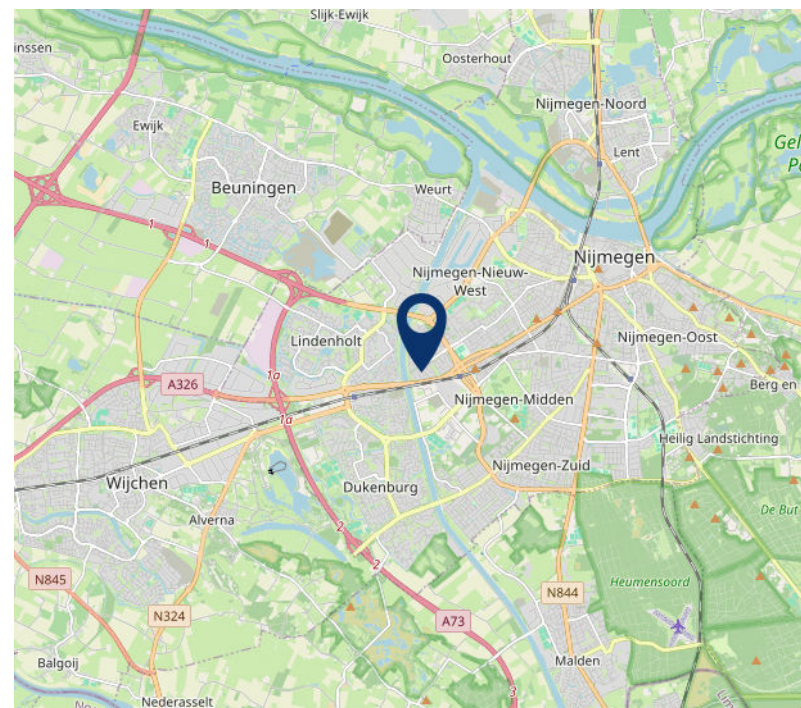 Slijk-Ewijk
inssen
Oosterhout
Nijmegen-Noord
Ewijk
Lent
Gel
Po
Beuningen
Weurt
1
1
Nijmegen
Nijmegen-Nieuw-
West
Lindenholt
Nijmegen-Oost
1a
A326
Berg en
Nijmegen-Midden
1a
Heilig Landstichting
Nijmegen-Zuid
Wijchen
Dukenburg
De But
Alverna
2
2
N845
Heumensoord
N844
N324
A73
Balgoij
Malden
3
Nederasselt